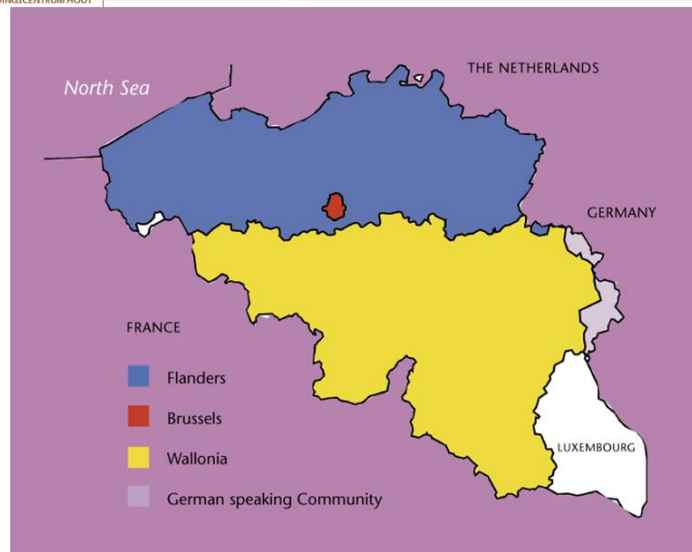 North Sea
THE NETHERLANDS
GERMANY
FRANCE
Flanders
Brussels
Wallonia
German speaking Community
LUXEMBOURG